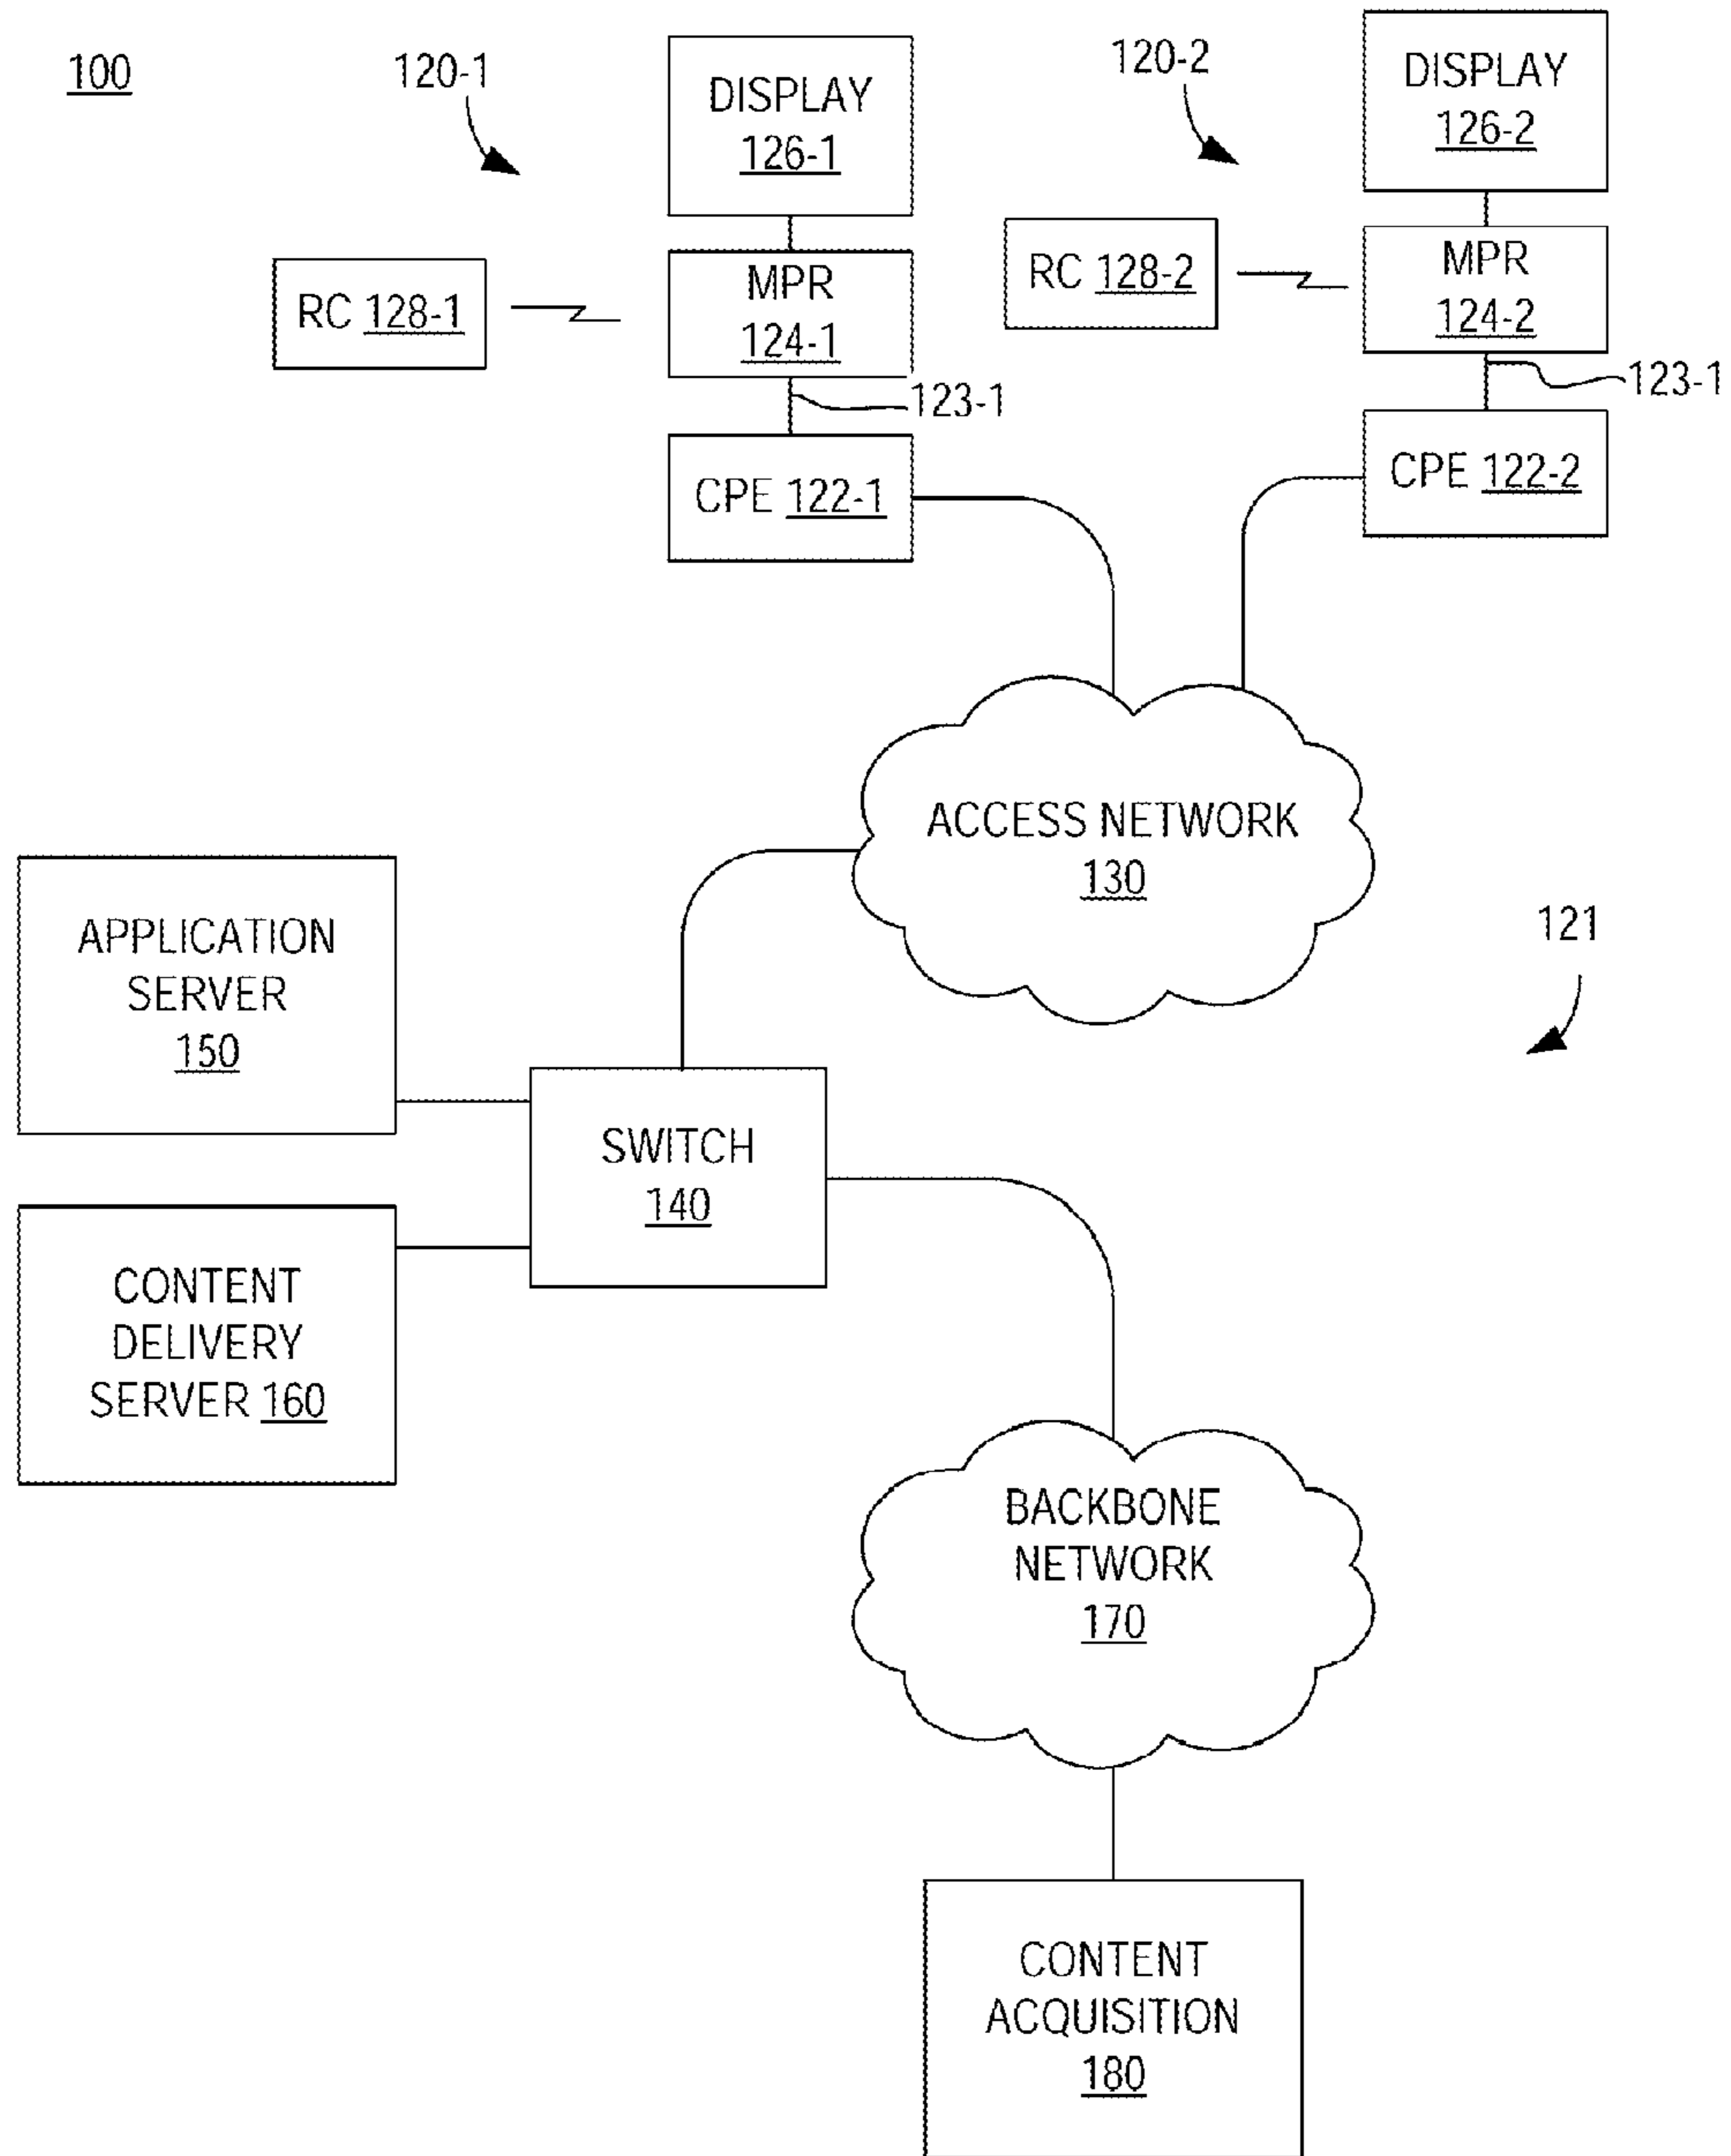 100
120-1
DISPLAY
126-1
120-2
DISPLAY
126-2
RC 128-1
MPR
124-1
RC 128-2
MPR
124-2
123-1
123-1
CPE 122-1
CPE 122-2
ACCESS NETWORK
130
121
APPLICATION
SERVER
150
SWITCH
140
CONTENT
DELIVERY
SERVER 160
BACKBONE
NETWORK
170
CONTENT
ACQUISITION
180